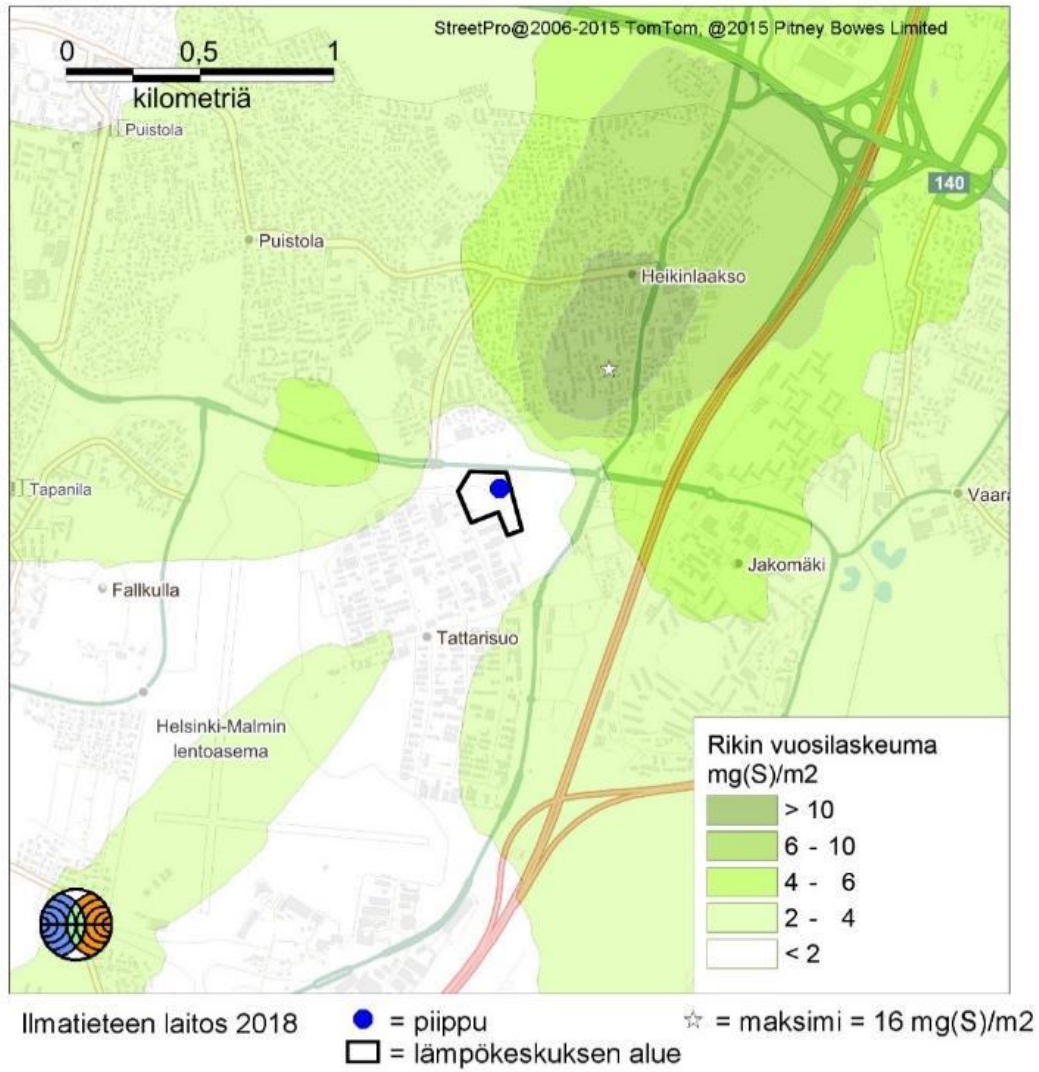 StreetPro@2006-2015 TomTom, @2015 Pitney Bowes Limited
0 0,5 1
kilometriä
Puistola
140
Puistola
Heikinlaakso
Tapanila
Vaara
Jakomäki
Fallkulla
Tattarisuo
Helsinki-Malmin
lentoasema
Rikin vuosilaskeuma
mg(S)/m2
> 10
6 - 10
4 - 6
2 - 4
< 2
Ilmatieteen laitos 2018 = piippu = maksimi = 16 mg(S)/m2
= lämpökeskuksen alue